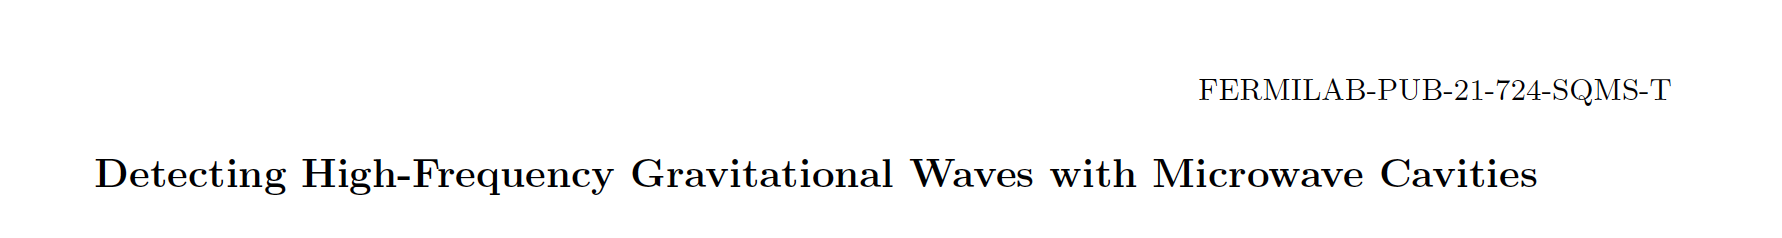 FERMILAB-PUB-21-724-SQMS-T
Detecting High-Frequency Gravitational Waves with Microwave Cavities